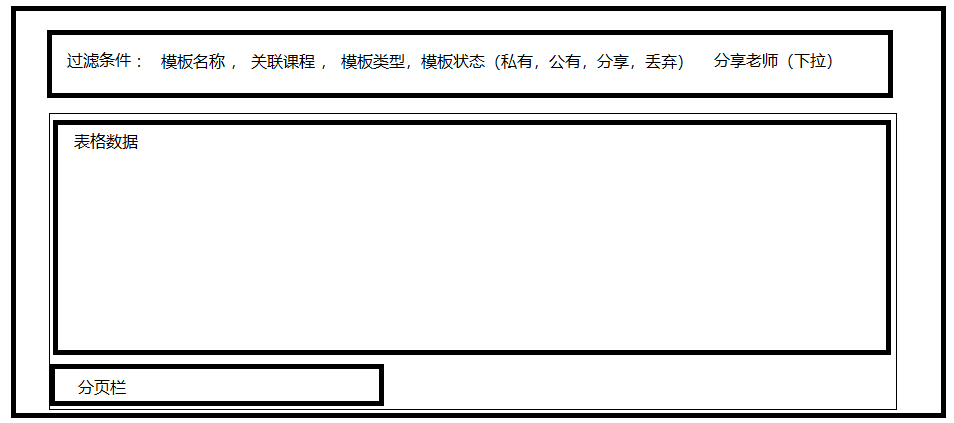 过滤条件： 模板名称， 关联课程， 模板类型，模板状态（私有，公有，分享，丢弃） 分享老师（下拉）
表格数据
分页栏